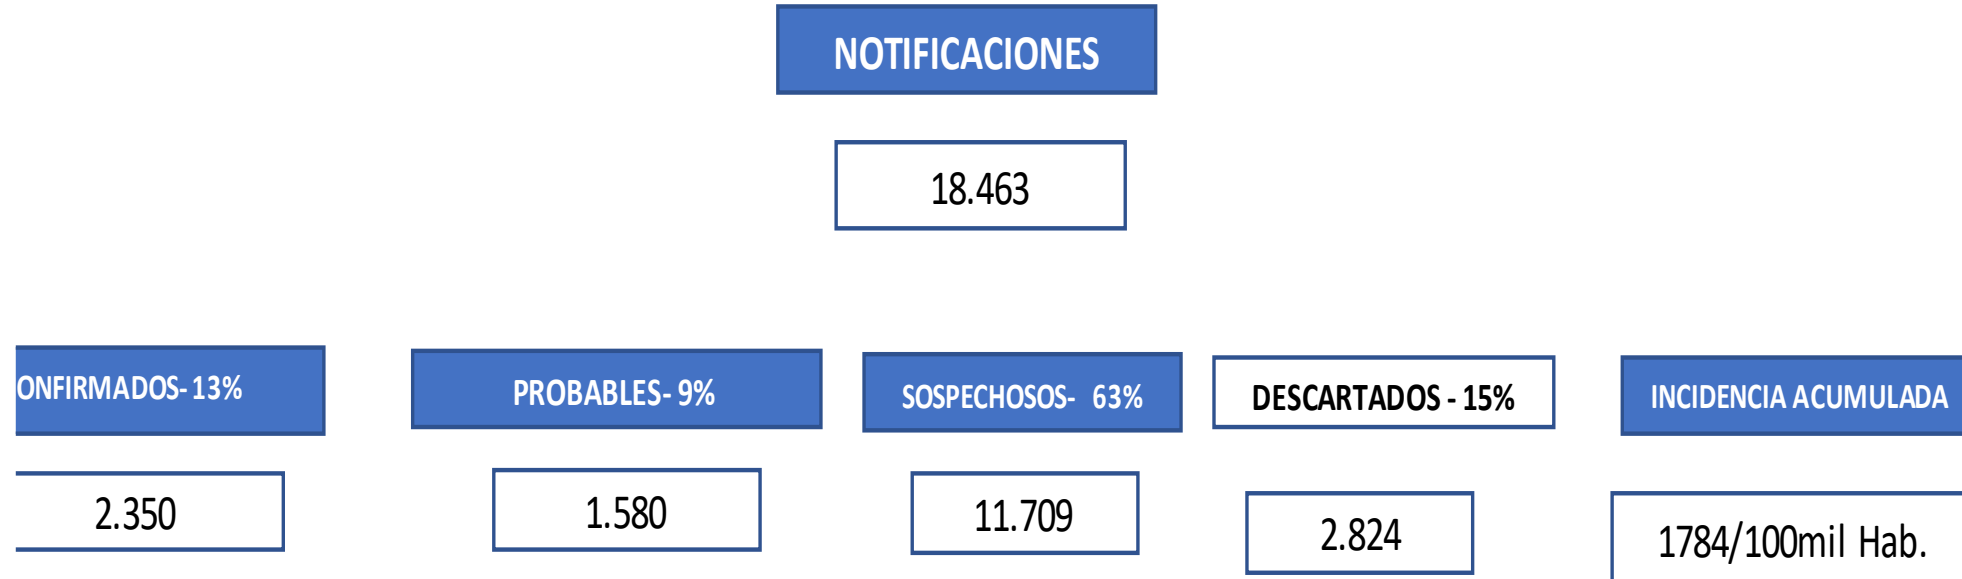 NOTIFICACIONES
18.463
ONFIRMADOS- 13%
PROBABLES- 9%
SOSPECHOSOS- 63%
DESCARTADOS - 15%
INCIDENCIA ACUMULADA
2.350
1.580
11.709
2.824
1784/100mil Hab.